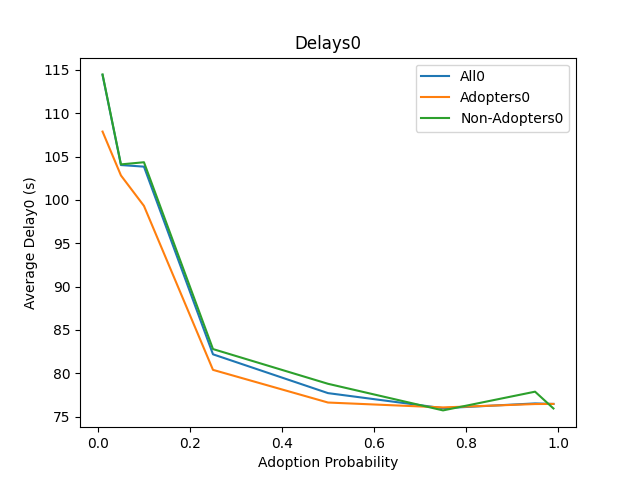 Delays0
All0
Adopters0
Non-Adopters0
Average Delay0 (s)
115
110
105
100
95
90
85
80
75
0.0 0.2 0.4 0.6 0.8 1.0
Adoption Probability